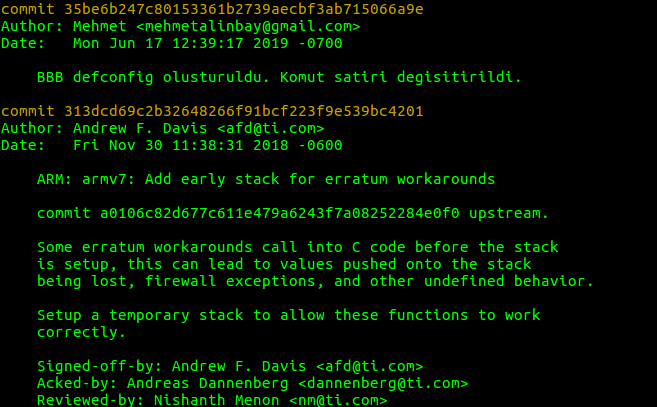 commit 35be6b247c80153361b2739aecbf3ab715066a9e
Author: Mehmet <mehmetalinbay@gmail.com>
Date:   Mon Jun 17 12:39:17 2019 -0700
BBB defconfig olusturuldu. Komut satiri degisitirildi.
commit 313dcd69c2b32648266f91bcf223f9e539bc4201
Author: Andrew F. Davis <afd@ti.com>
Date:   Fri Nov 30 11:38:31 2018 -0600
ARM: armv7: Add early stack for erratum workarounds
commit a0106c82d677c611e479a6243f7a08252284e0f0 upstream.
Some erratum workarounds call into C code before the stack
is setup, this can lead to values pushed onto the stack
being lost, firewall exceptions, and other undefined behavior.
Setup a temporary stack to allow these functions to work
correctly.
Signed-off-by: Andrew F. Davis <afd@ti.com>
Acked-by: Andreas Dannenberg <dannenberg@ti.com>
Reviewed-by: Nishanth Menon <nm@ti.com>